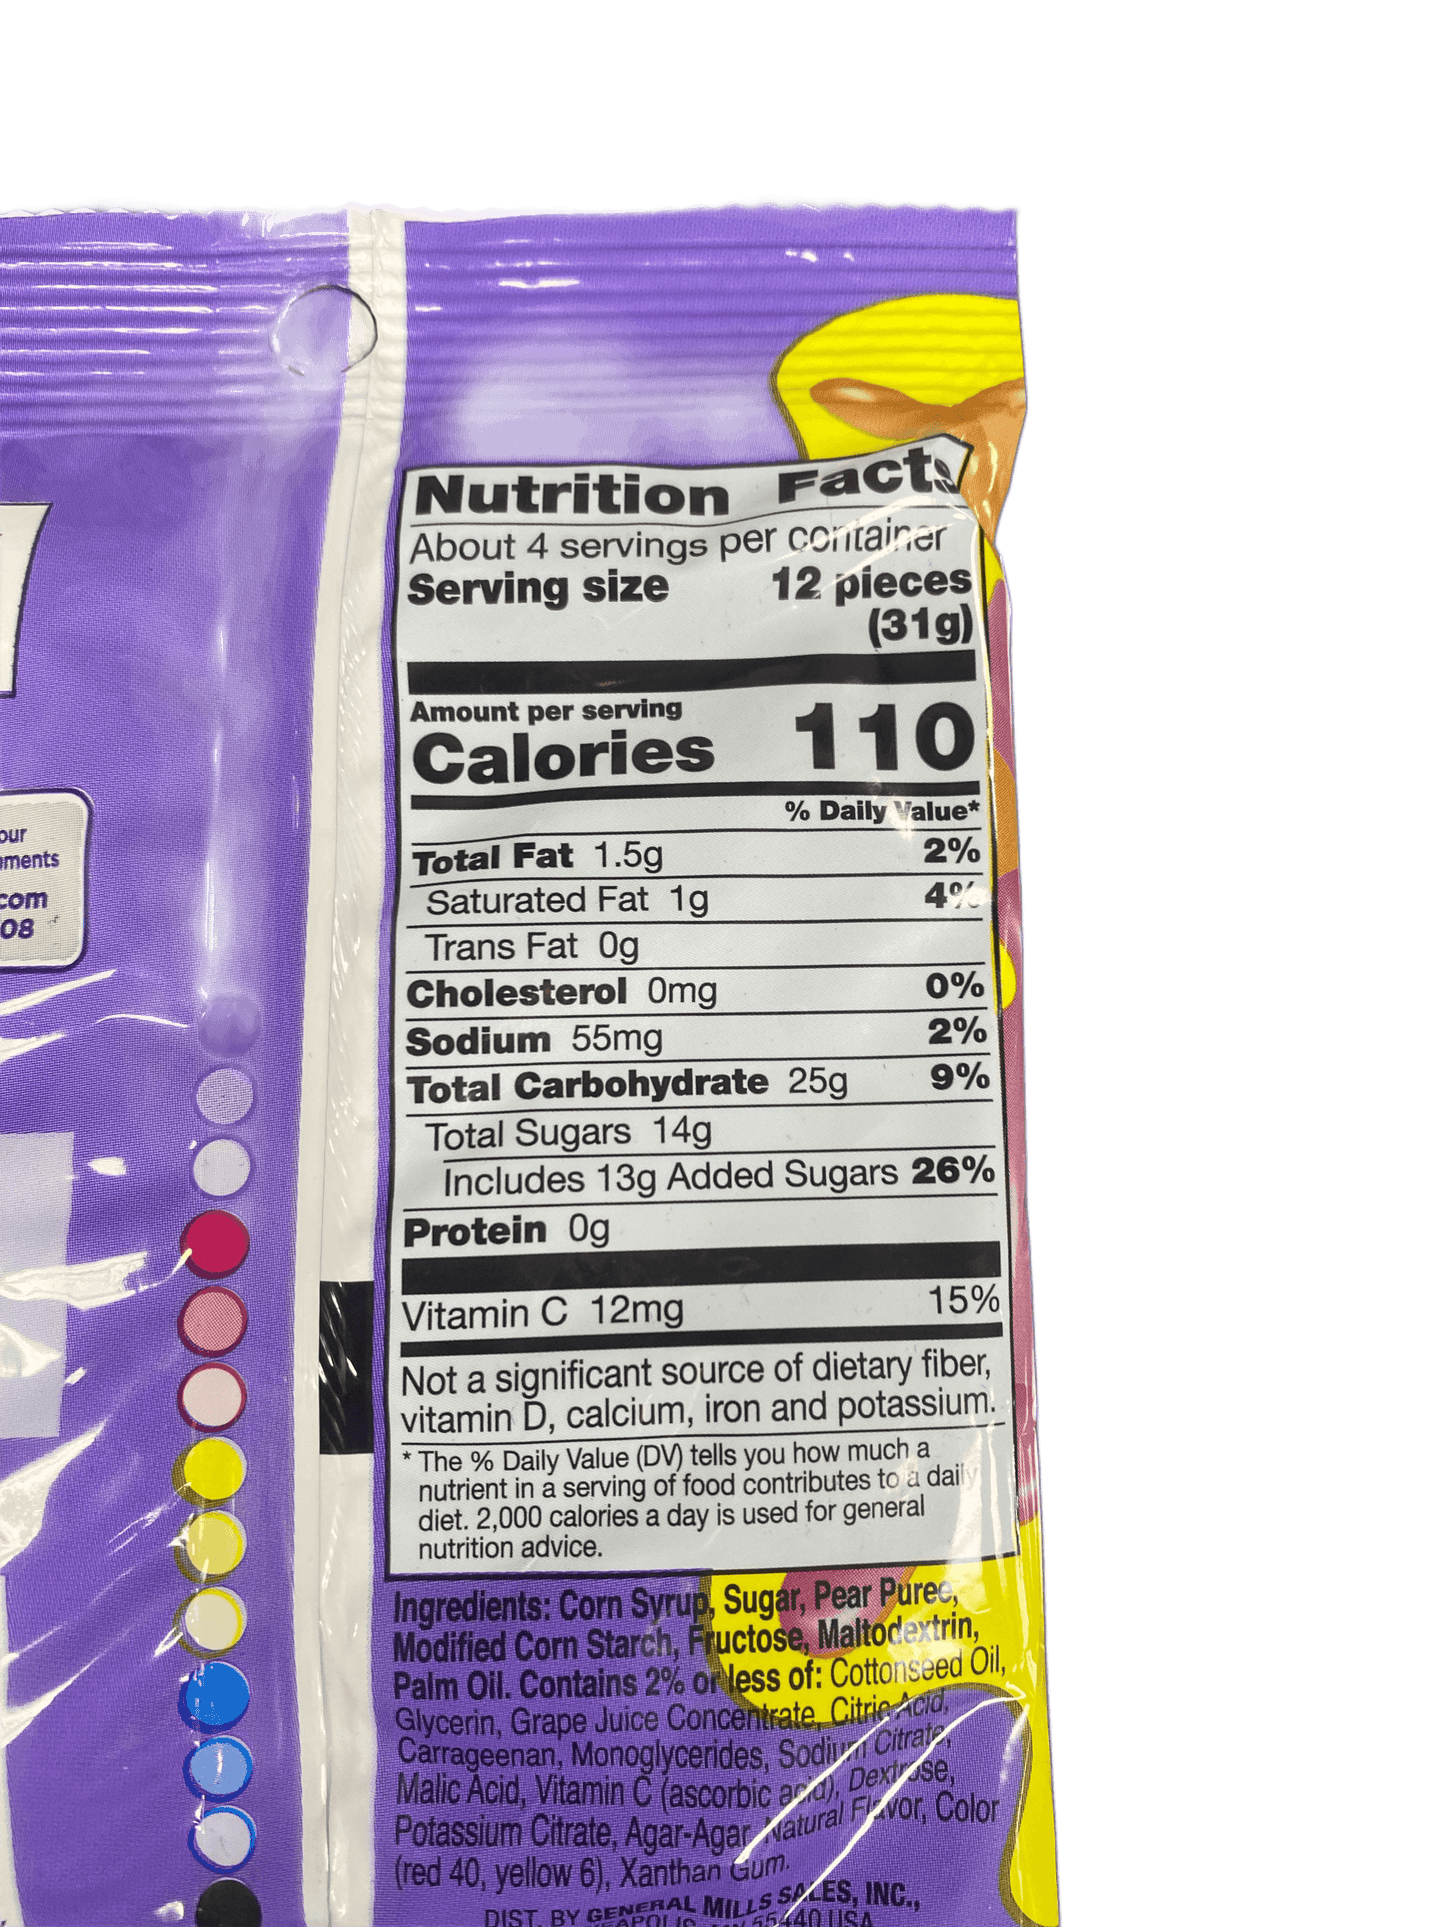 our
ments
com
08
Nutrition Facts
About 4 servings per container
Serving size 12 pieces
(31g)
Amount per serving
Calories 110
% Daily Value*
Total Fat 1.5g 2%
Saturated Fat 1g 4%
Trans Fat 0g
Cholesterol 0mg 0%
Sodium 55mg 2%
Total Carbohydrate 25g 9%
Total Sugars 14g
Includes 13g Added Sugars 26%
Protein 0g
Vitamin C 12mg 15%
Not a significant source of dietary fiber,
vitamin D, calcium, iron and potassium.
* The % Daily Value (DV) tells you how much a
nutrient in a serving of food contributes to a daily
diet. 2,000 calories a day is used for general
nutrition advice.
Ingredients: Corn Syrup, Sugar, Pear Puree,
Modified Corn Starch, Fructose, Maltodextrin,
Palm Oil. Contains 2% or less of: Cottonseed Oil,
Glycerin, Grape Juice Concentrate, Citric Acid,
Carrageenan, Monoglycerides, Sodium Citrate,
Malic Acid, Vitamin C (ascorbic acid), Dextrose,
Potassium Citrate, Agar-Agar, Natural Flavor, Color
(red 40, yellow 6), Xanthan Gum.
DIST. BY GENERAL MILLS SALES, INC.,
55440 USA